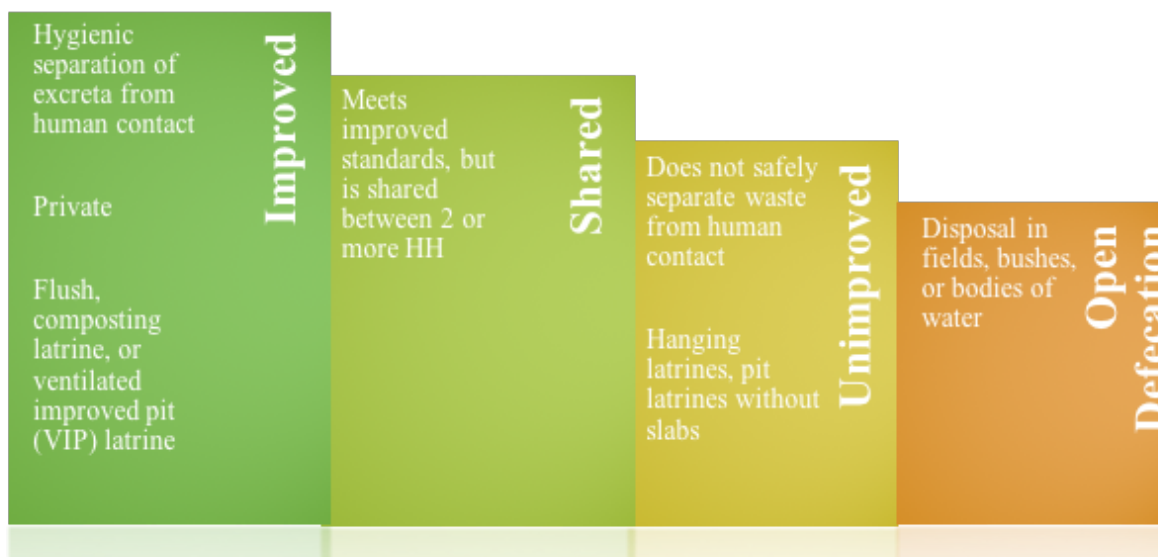 Improved
Hygienic
separation of
excreta from
human contact
Private
Flush,
composting
latrine, or
ventilated
improved pit
(VIP) latrine
Shared
Meets
improved
standards, but
is shared
between 2 or
more HH
Unimproved
Does not safely
separate waste
from human
contact
Hanging
latrines, pit
latrines without
slabs
Open
Defecation
Disposal in
fields, bushes,
or bodies of
water